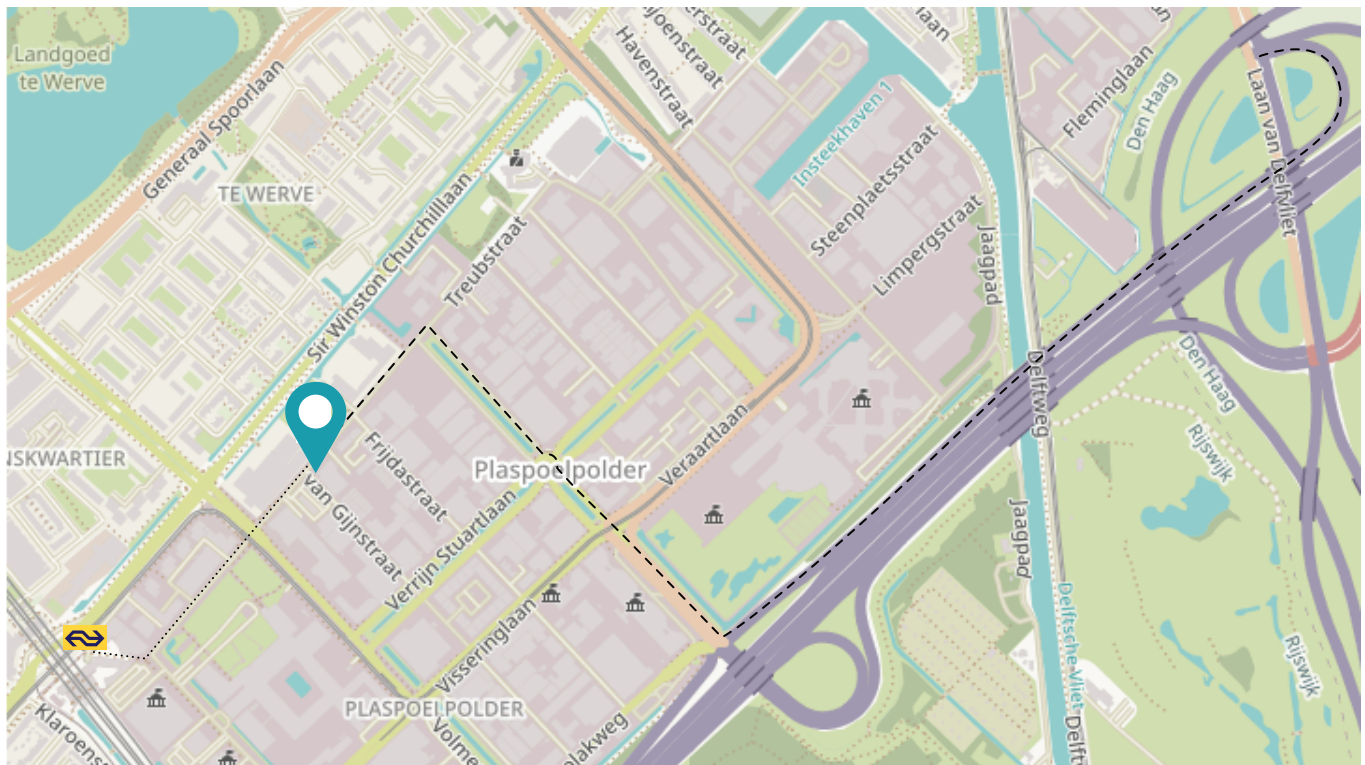 Landgoed
te Werve
Generaal Spoorlaan
TE WERVE
Sir Winston Churchilllaan
Treubstraat
Havenstraat
Insteekhaven 1
Steenplaetsstraat
Limpergstraat
Jaagpad
Fleminglaan
Den Haag
Laan van Delfvliet
Delftweg
Den Haag
Rijswijk
Frijdastraat
van Gijnstraat
Plaspoelpolder
Veraartlaan
Verrijn Stuartlaan
Visseringlaan
NSKWARTIER
PLASPOELPOLDER
Jaagpad
Delftsche Vliet
Rijswijk